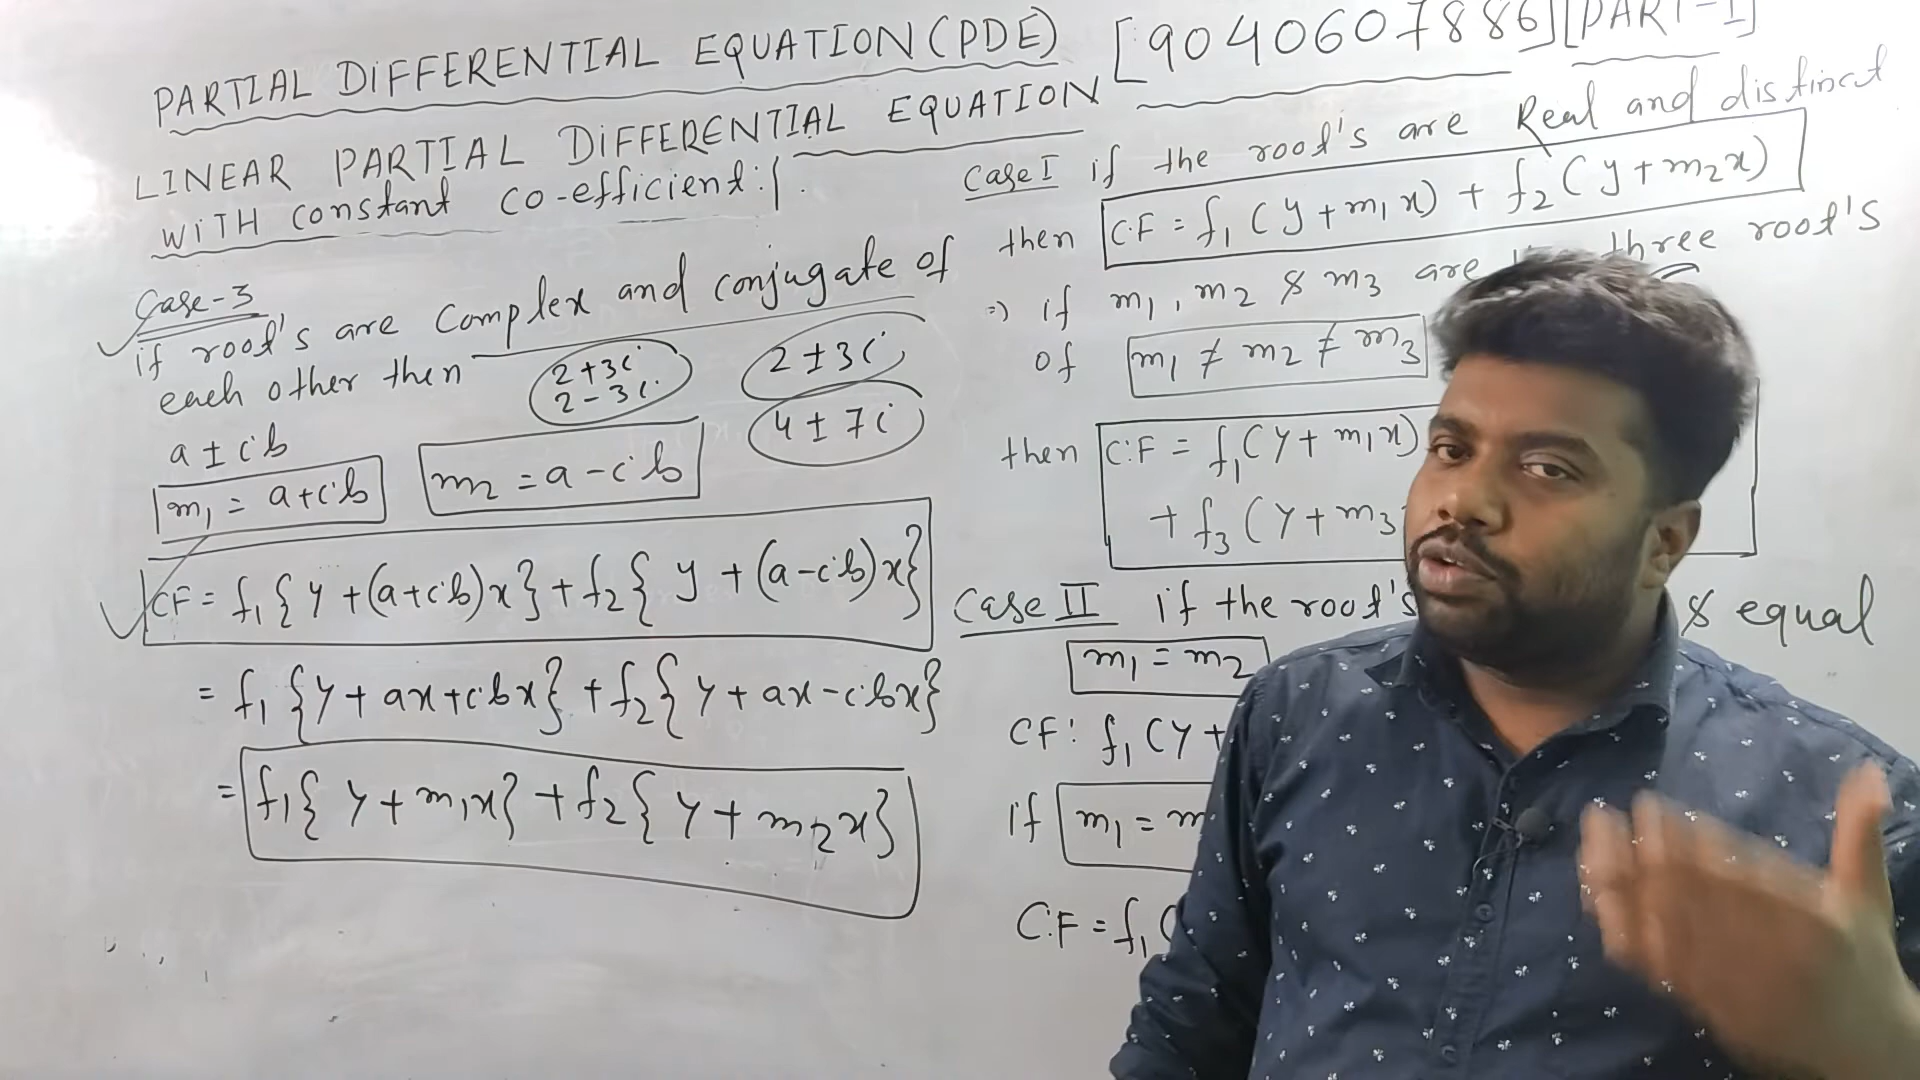 PARTIAL DIFFERENTIAL EQUATION (PDE) [9040607886] [PART-I]
LINEAR PARTIAL DIFFERENTIAL EQUATION
WITH constant co-efficient:|.
Case-3
if root's are complex and conjugate of
each other then
2+3i
2-3i
2±3i
4±7i
a±ib
m₁ = a+ib
m₂ = a-ib
CF = f₁{y+(a+ib)x}+f₂{y+(a-ib)x}
= f₁{y+ax+ibx}+f₂{y+ax-ibx}
= f₁{y+m₁x}+f₂{y+m₂x}
Case I if the root's are Real and distinct
then C.F = f₁(y+m₁x) + f₂(y+m₂x)
=) if m₁, m₂ & m₃ are three root's
of m₁ ≠ m₂ ≠ m₃
then C.F = f₁(y+m₁x)
+ f₃(y+m₃
Case II if the root's & equal
m₁ = m₂
CF: f₁(y+
if m₁ = m
C.F = f₁(